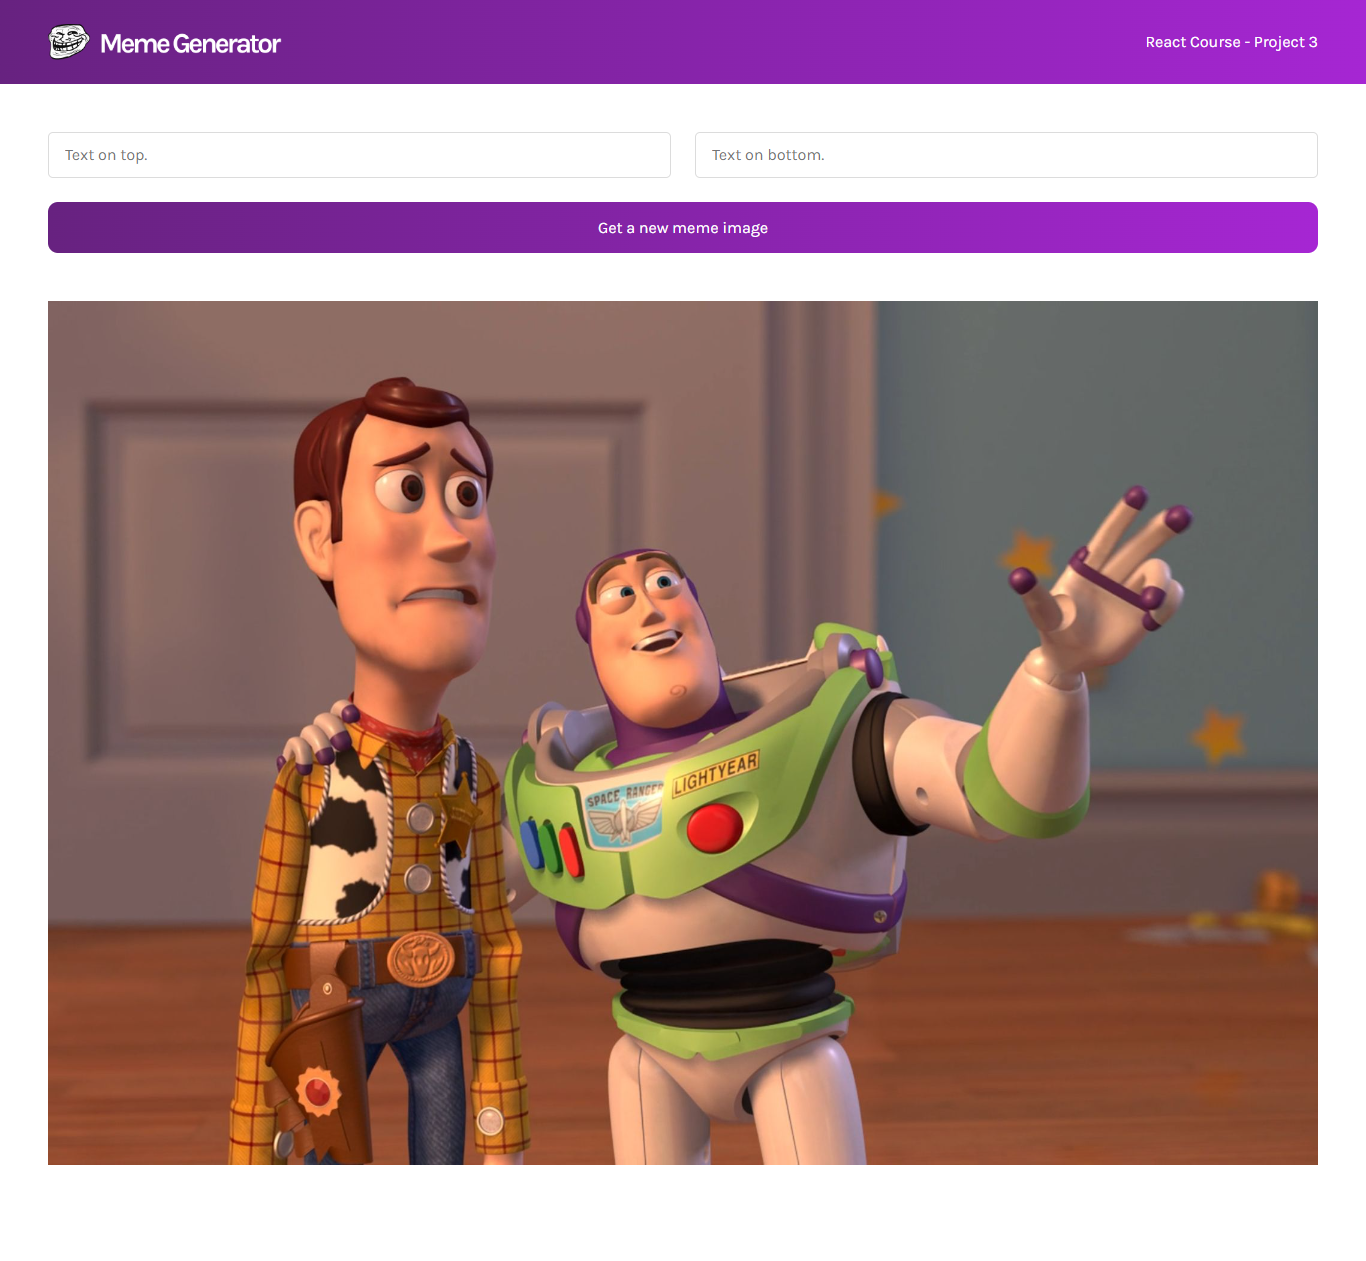 Meme Generator
React Course - Project 3
Text on top.
Text on bottom.
Get a new meme image
SPACE RANGER
LIGHTYEAR